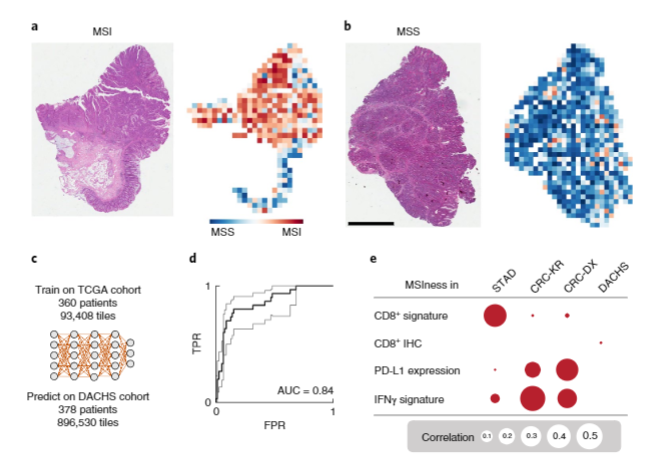 a
MSI
b
MSS
MSS
MSI
c
Train on TCGA cohort
360 patients
93,408 tiles
Predict on DACHS cohort
378 patients
896,530 tiles
d
1
TPR
0
AUC = 0.84
0
1
FPR
e
MSIness in
STAD
CRC-KR
CRC-DX
DACHS
CD8⁺ signature
CD8⁺ IHC
PD-L1 expression
IFNγ signature
Correlation 0.1 0.2 0.3 0.4 0.5